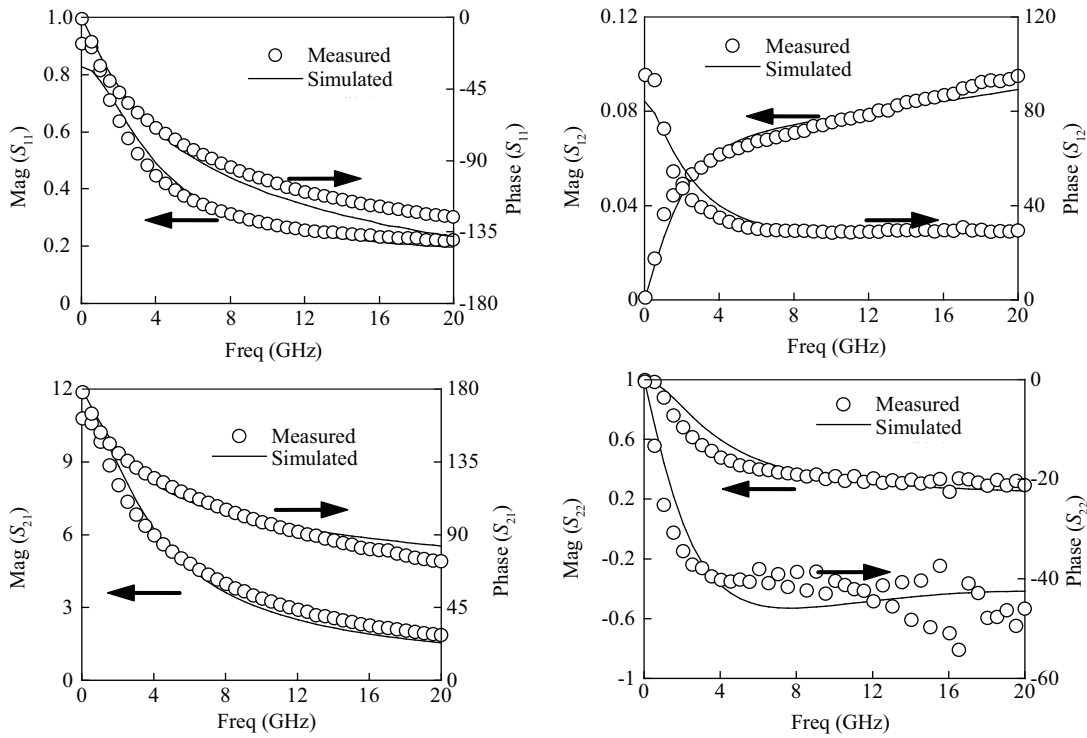 1.0
0.8
0.6
0.4
0.2
0
Mag (S11)
0
-45
-90
-135
-180
Phase (S11)
Measured
Simulated
0 4 8 12 16 20
Freq (GHz)
0.12
0.08
0.04
0
Mag (S12)
120
80
40
0
Phase (S12)
Measured
Simulated
0 4 8 12 16 20
Freq (GHz)
12
9
6
3
0
Mag (S21)
180
135
90
45
0
Phase (S21)
Measured
Simulated
0 4 8 12 16 20
Freq (GHz)
1
0.6
0.2
-0.2
-0.6
-1
Mag (S22)
0
-20
-40
-60
Phase (S22)
Measured
Simulated
0 4 8 12 16 20
Freq (GHz)